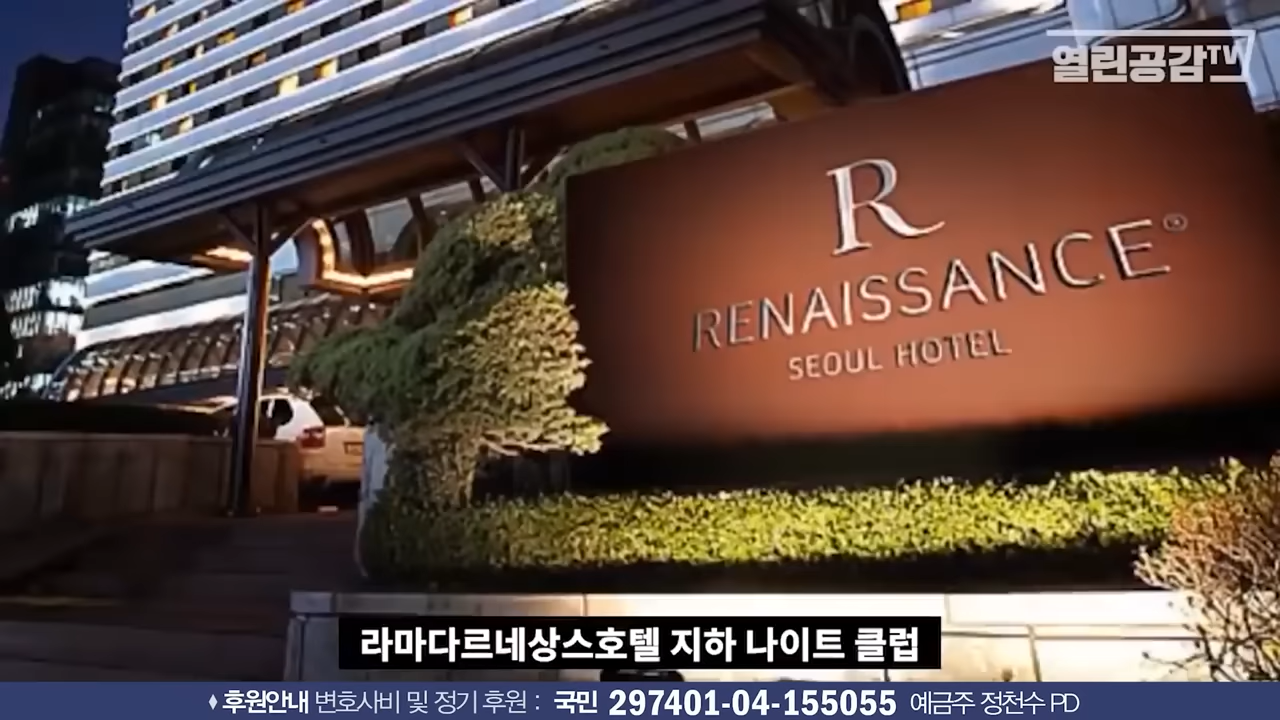 열린공감TV
R
RENAISSANCE®
SEOUL HOTEL
라마다르네상스호텔 지하 나이트 클럽
♦ 후원안내 변호사비 및 정기 후원 : 국민 297401-04-155055 예금주 정천수 PD